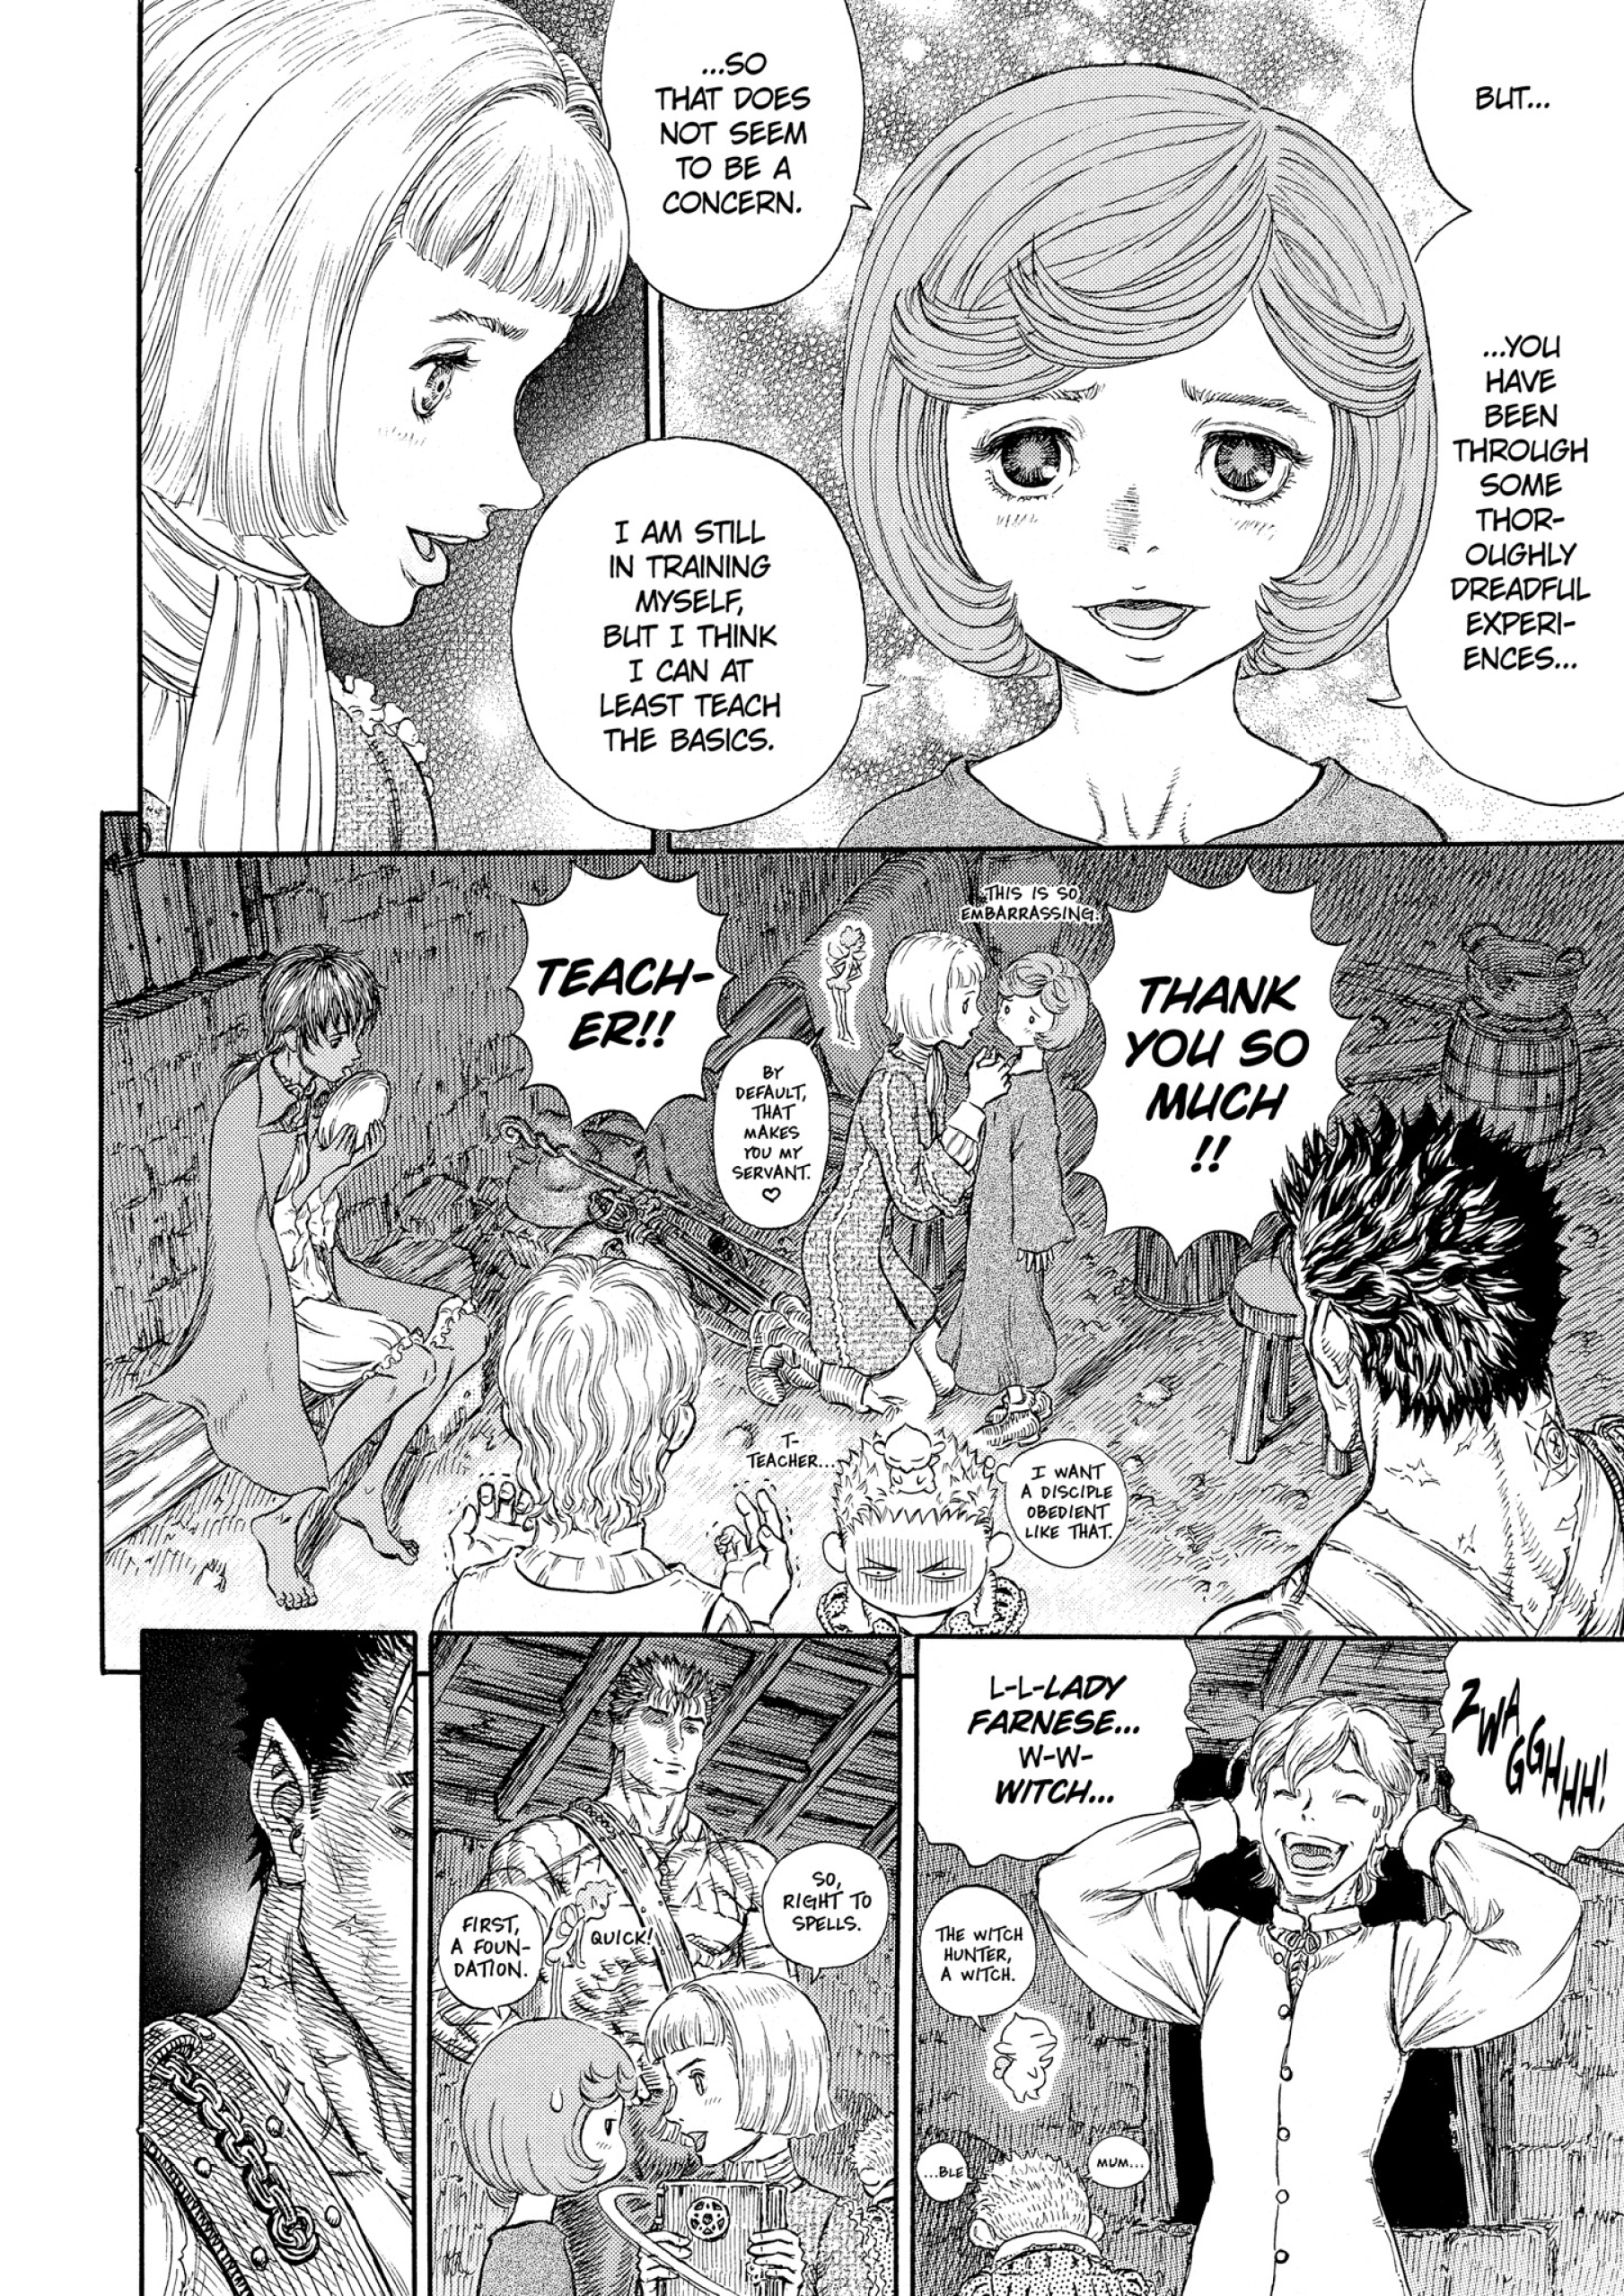 BUT...
...YOU
HAVE
BEEN
THROUGH
SOME
THOR-
OUGHLY
DREADFUL
EXPERI-
ENCES...
...SO
THAT DOES
NOT SEEM
TO BE A
CONCERN.
I AM STILL
IN TRAINING
MYSELF,
BUT I THINK
I CAN AT
LEAST TEACH
THE BASICS.
THANK
YOU SO
MUCH
!!
THIS IS SO
EMBARRASSING.
TEACH-
ER!!
BY
DEFAULT,
THAT
MAKES
YOU MY
SERVANT.
♡
I WANT
A DISCIPLE
OBEDIENT
LIKE THAT.
T-
TEACHER...
ZWAGGHHH!
L-L-LADY
FARNESE...
W-W-
WITCH...
THE WITCH
HUNTER,
A WITCH.
MUM...
...BLE
SO,
RIGHT TO
SPELLS.
QUICK!
FIRST,
A FOUN-
DATION.